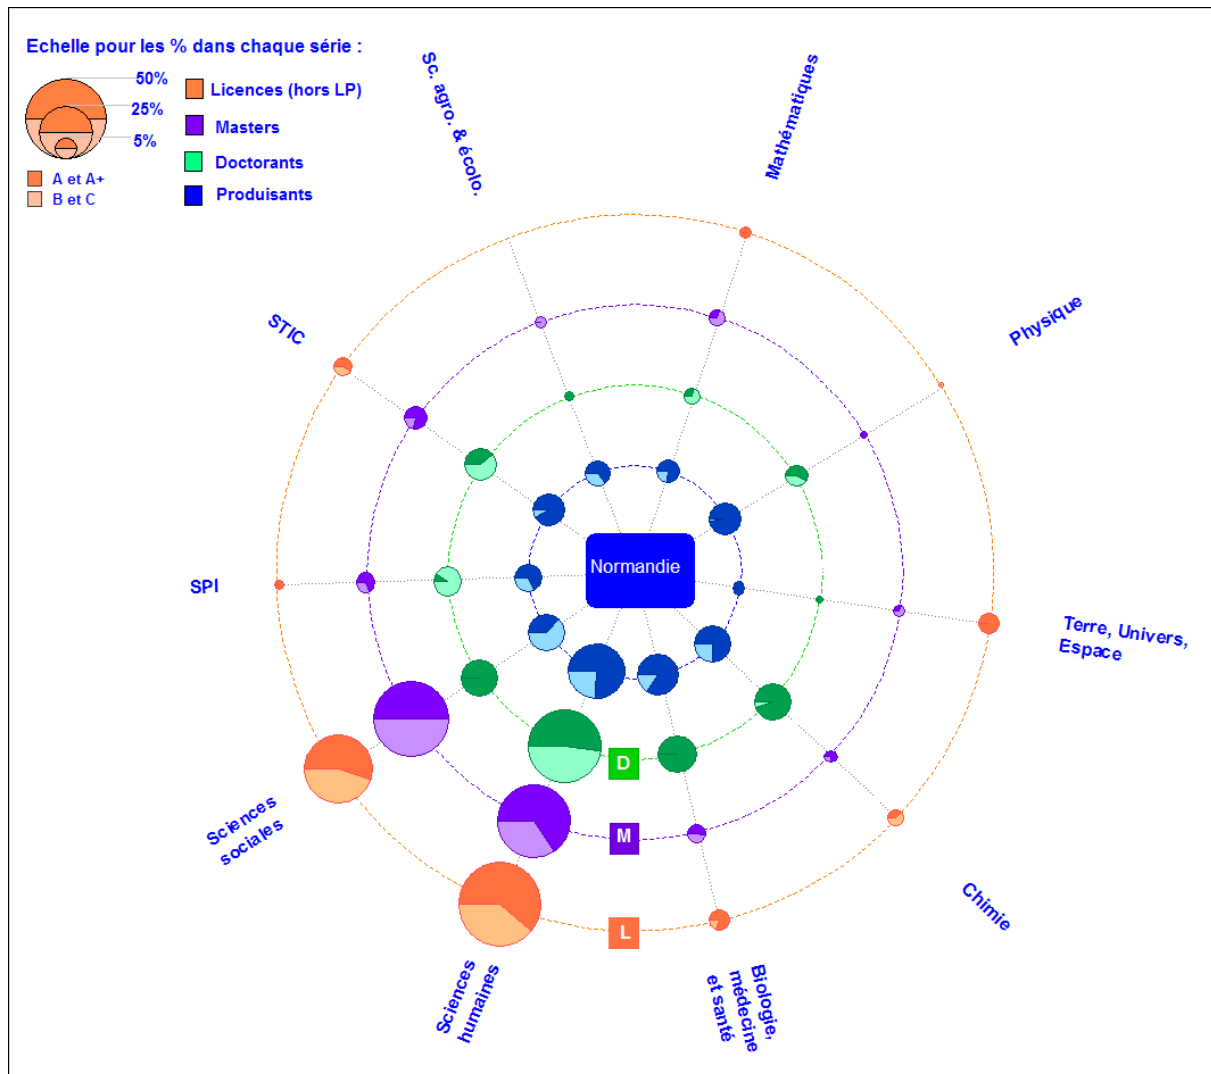 Echelle pour les % dans chaque série :
50%
25%
5%
Licences (hors LP)
Masters
Doctorants
Produisants
A et A+
B et C
Sc. agro. & écolo.
Mathématiques
Physique
STIC
SPI
Normandie
Terre, Univers,
Espace
D
M
L
Sciences
sociales
Sciences
humaines
Biologie,
médecine
et santé
Chimie